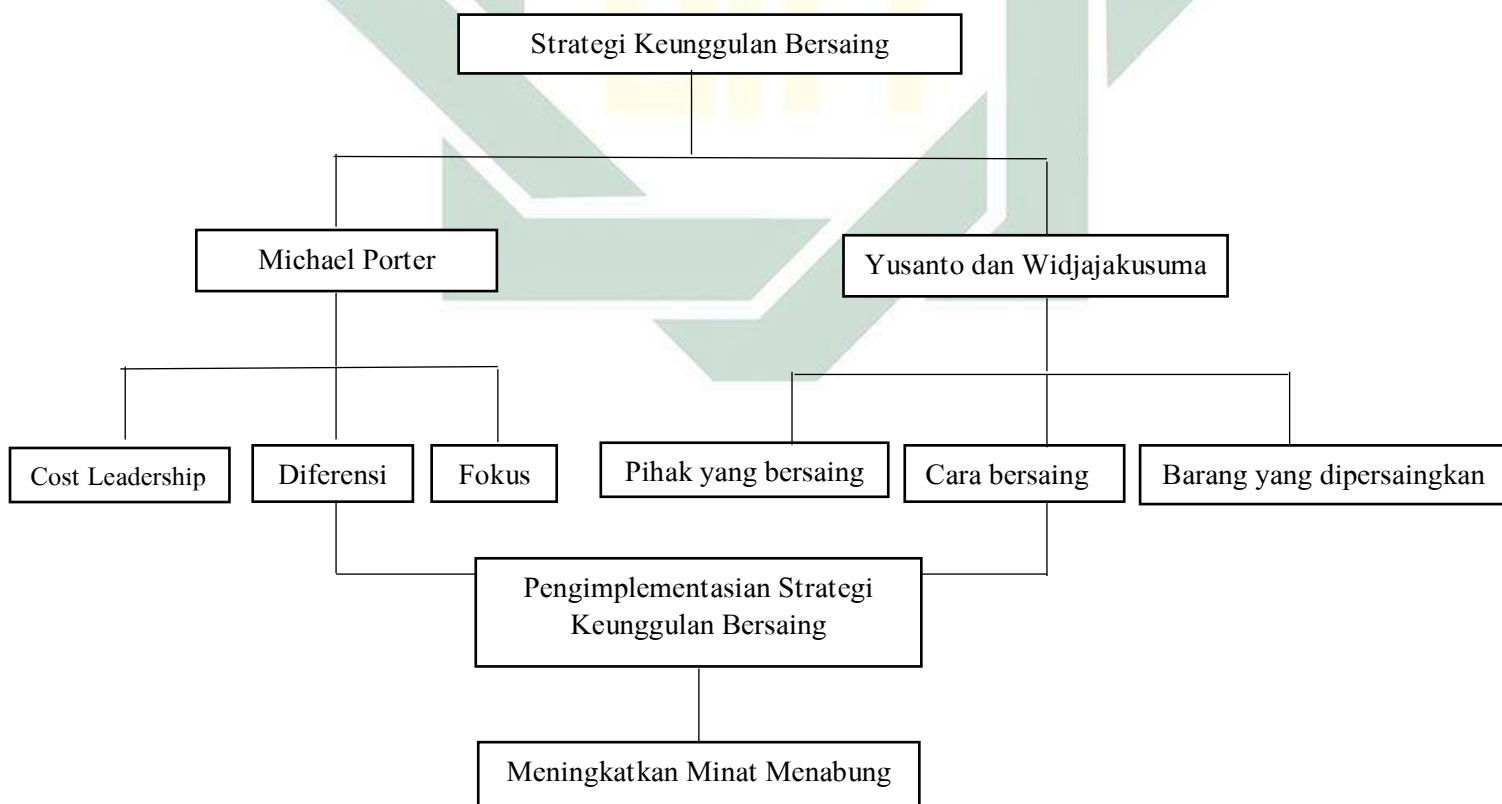 Strategi Keunggulan Bersaing
Michael Porter
Yusanto dan Widjajakusuma
Cost Leadership
Diferensi
Fokus
Pihak yang bersaing
Cara bersaing
Barang yang dipersaingkan
Pengimplementasian Strategi
Keunggulan Bersaing
Meningkatkan Minat Menabung